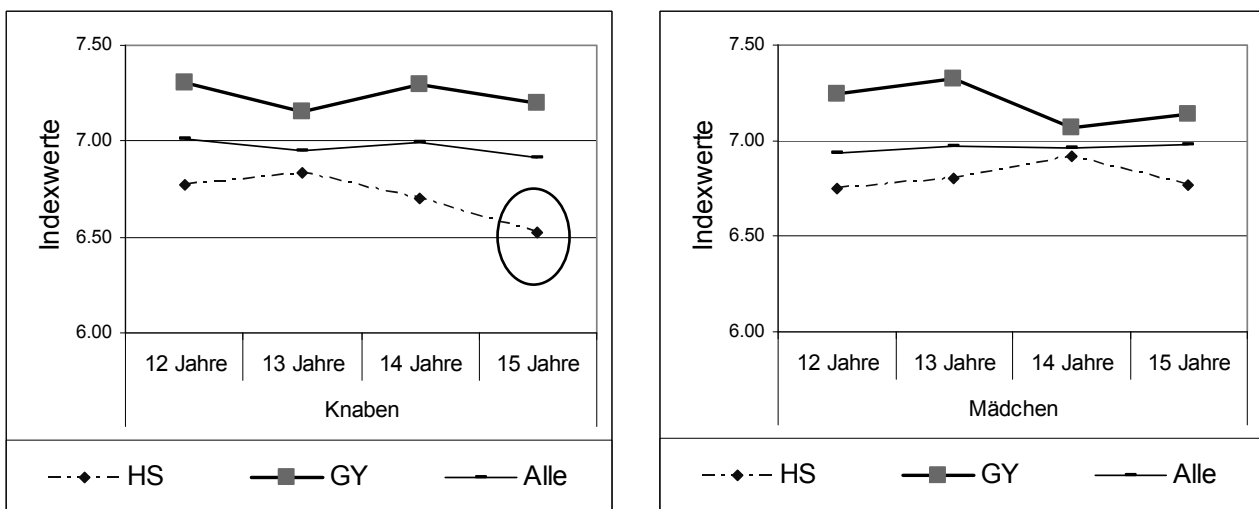 7.50
7.00
6.50
6.00
Indexwerte
12 Jahre 13 Jahre 14 Jahre 15 Jahre
Knaben
HS GY Alle
7.50
7.00
6.50
6.00
Indexwerte
12 Jahre 13 Jahre 14 Jahre 15 Jahre
Mädchen
HS GY Alle